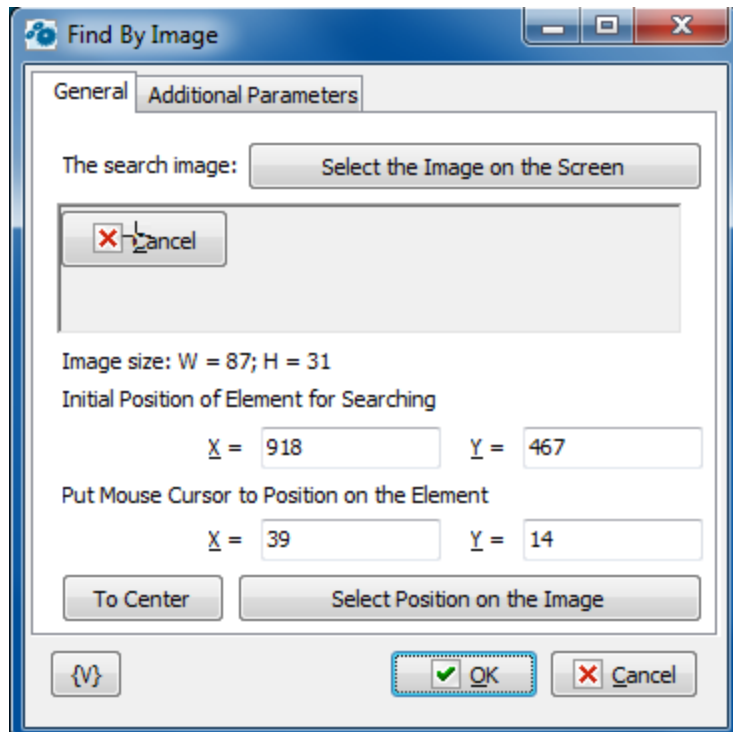 Find By Image
General Additional Parameters
The search image: Select the Image on the Screen
Cancel
Image size: W = 87; H = 31
Initial Position of Element for Searching
X = 918 Y = 467
Put Mouse Cursor to Position on the Element
X = 39 Y = 14
To Center Select Position on the Image
{V} OK Cancel